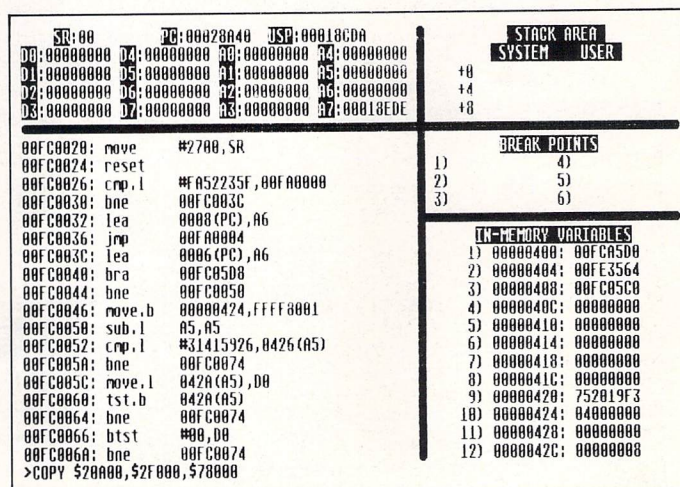 SR:00 PC:00028A40 USP:00018CDA
D0:00000000 D4:00000000 A0:00000000 A4:00000000
D1:00000000 D5:00000000 A1:00000000 A5:00000000
D2:00000000 D6:00000000 A2:00000000 A6:00000000
D3:00000000 D7:00000000 A3:00000000 A7:00018EDE
STACK AREA
SYSTEM USER
+0
+4
+8
00FC0020: move #2700,SR
00FC0024: reset
00FC0026: cmp.l #FA52235F,00FA0000
00FC0030: bne 00FC003C
00FC0032: lea 0008(PC),A6
00FC0036: jmp 00FA0004
00FC003C: lea 0006(PC),A6
00FC0040: bra 00FC05D8
00FC0044: bne 00FC0050
00FC0046: move.b 00000424,FFFF8001
00FC0050: sub.l A5,A5
00FC0052: cmp.l #31415926,0426(A5)
00FC005A: bne 00FC0074
00FC005C: move.l 042A(A5),D0
00FC0060: tst.b 042A(A5)
00FC0064: bne 00FC0074
00FC0066: btst #00,D0
00FC006A: bne 00FC0074
>COPY $20A00,$2F000,$78000
BREAK POINTS
1) 4)
2) 5)
3) 6)
IN-MEMORY VARIABLES
1) 00000400: 00FCA5D0
2) 00000404: 00FE3564
3) 00000408: 00FC05C0
4) 0000040C: 00000000
5) 00000410: 00000000
6) 00000414: 00000000
7) 00000418: 00000000
8) 0000041C: 00000000
9) 00000420: 752019F3
10) 00000424: 04000000
11) 00000428: 00000000
12) 0000042C: 00000008